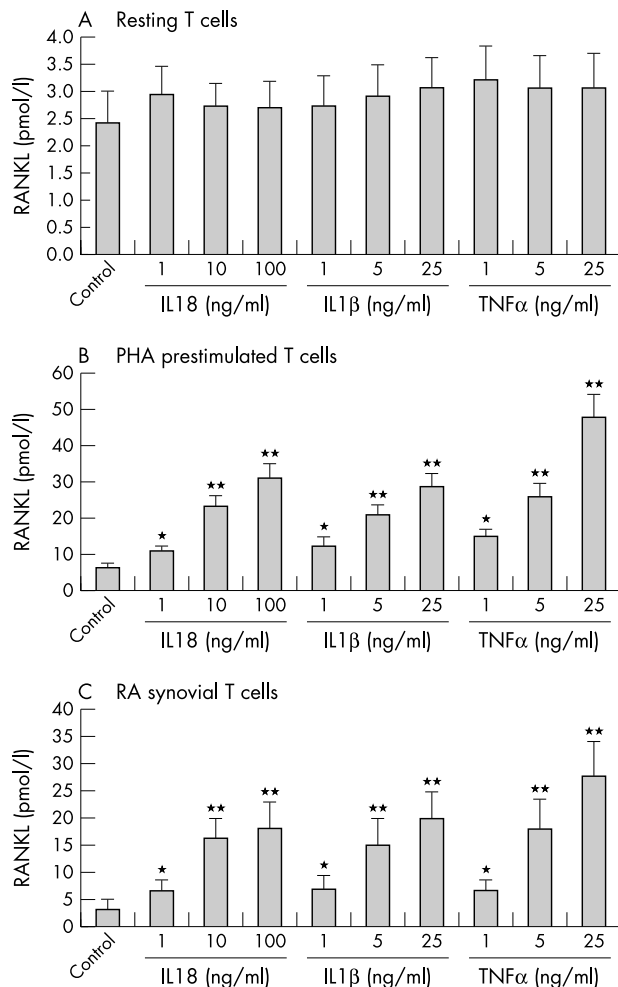 A Resting T cells
4.0
3.5
3.0
2.5
2.0
1.5
1.0
0.5
0.0
RANKL (pmol/l)
Control 1 10 100 1 5 25 1 5 25
IL18 (ng/ml) IL1β (ng/ml) TNFα (ng/ml)
B PHA prestimulated T cells
60
50
40
30
20
10
0
RANKL (pmol/l)
★ ★★ ★★ ★ ★★ ★★ ★ ★★ ★★
Control 1 10 100 1 5 25 1 5 25
IL18 (ng/ml) IL1β (ng/ml) TNFα (ng/ml)
C RA synovial T cells
40
35
30
25
20
15
10
5
0
RANKL (pmol/l)
★ ★★ ★★ ★ ★★ ★★ ★ ★★ ★★
Control 1 10 100 1 5 25 1 5 25
IL18 (ng/ml) IL1β (ng/ml) TNFα (ng/ml)